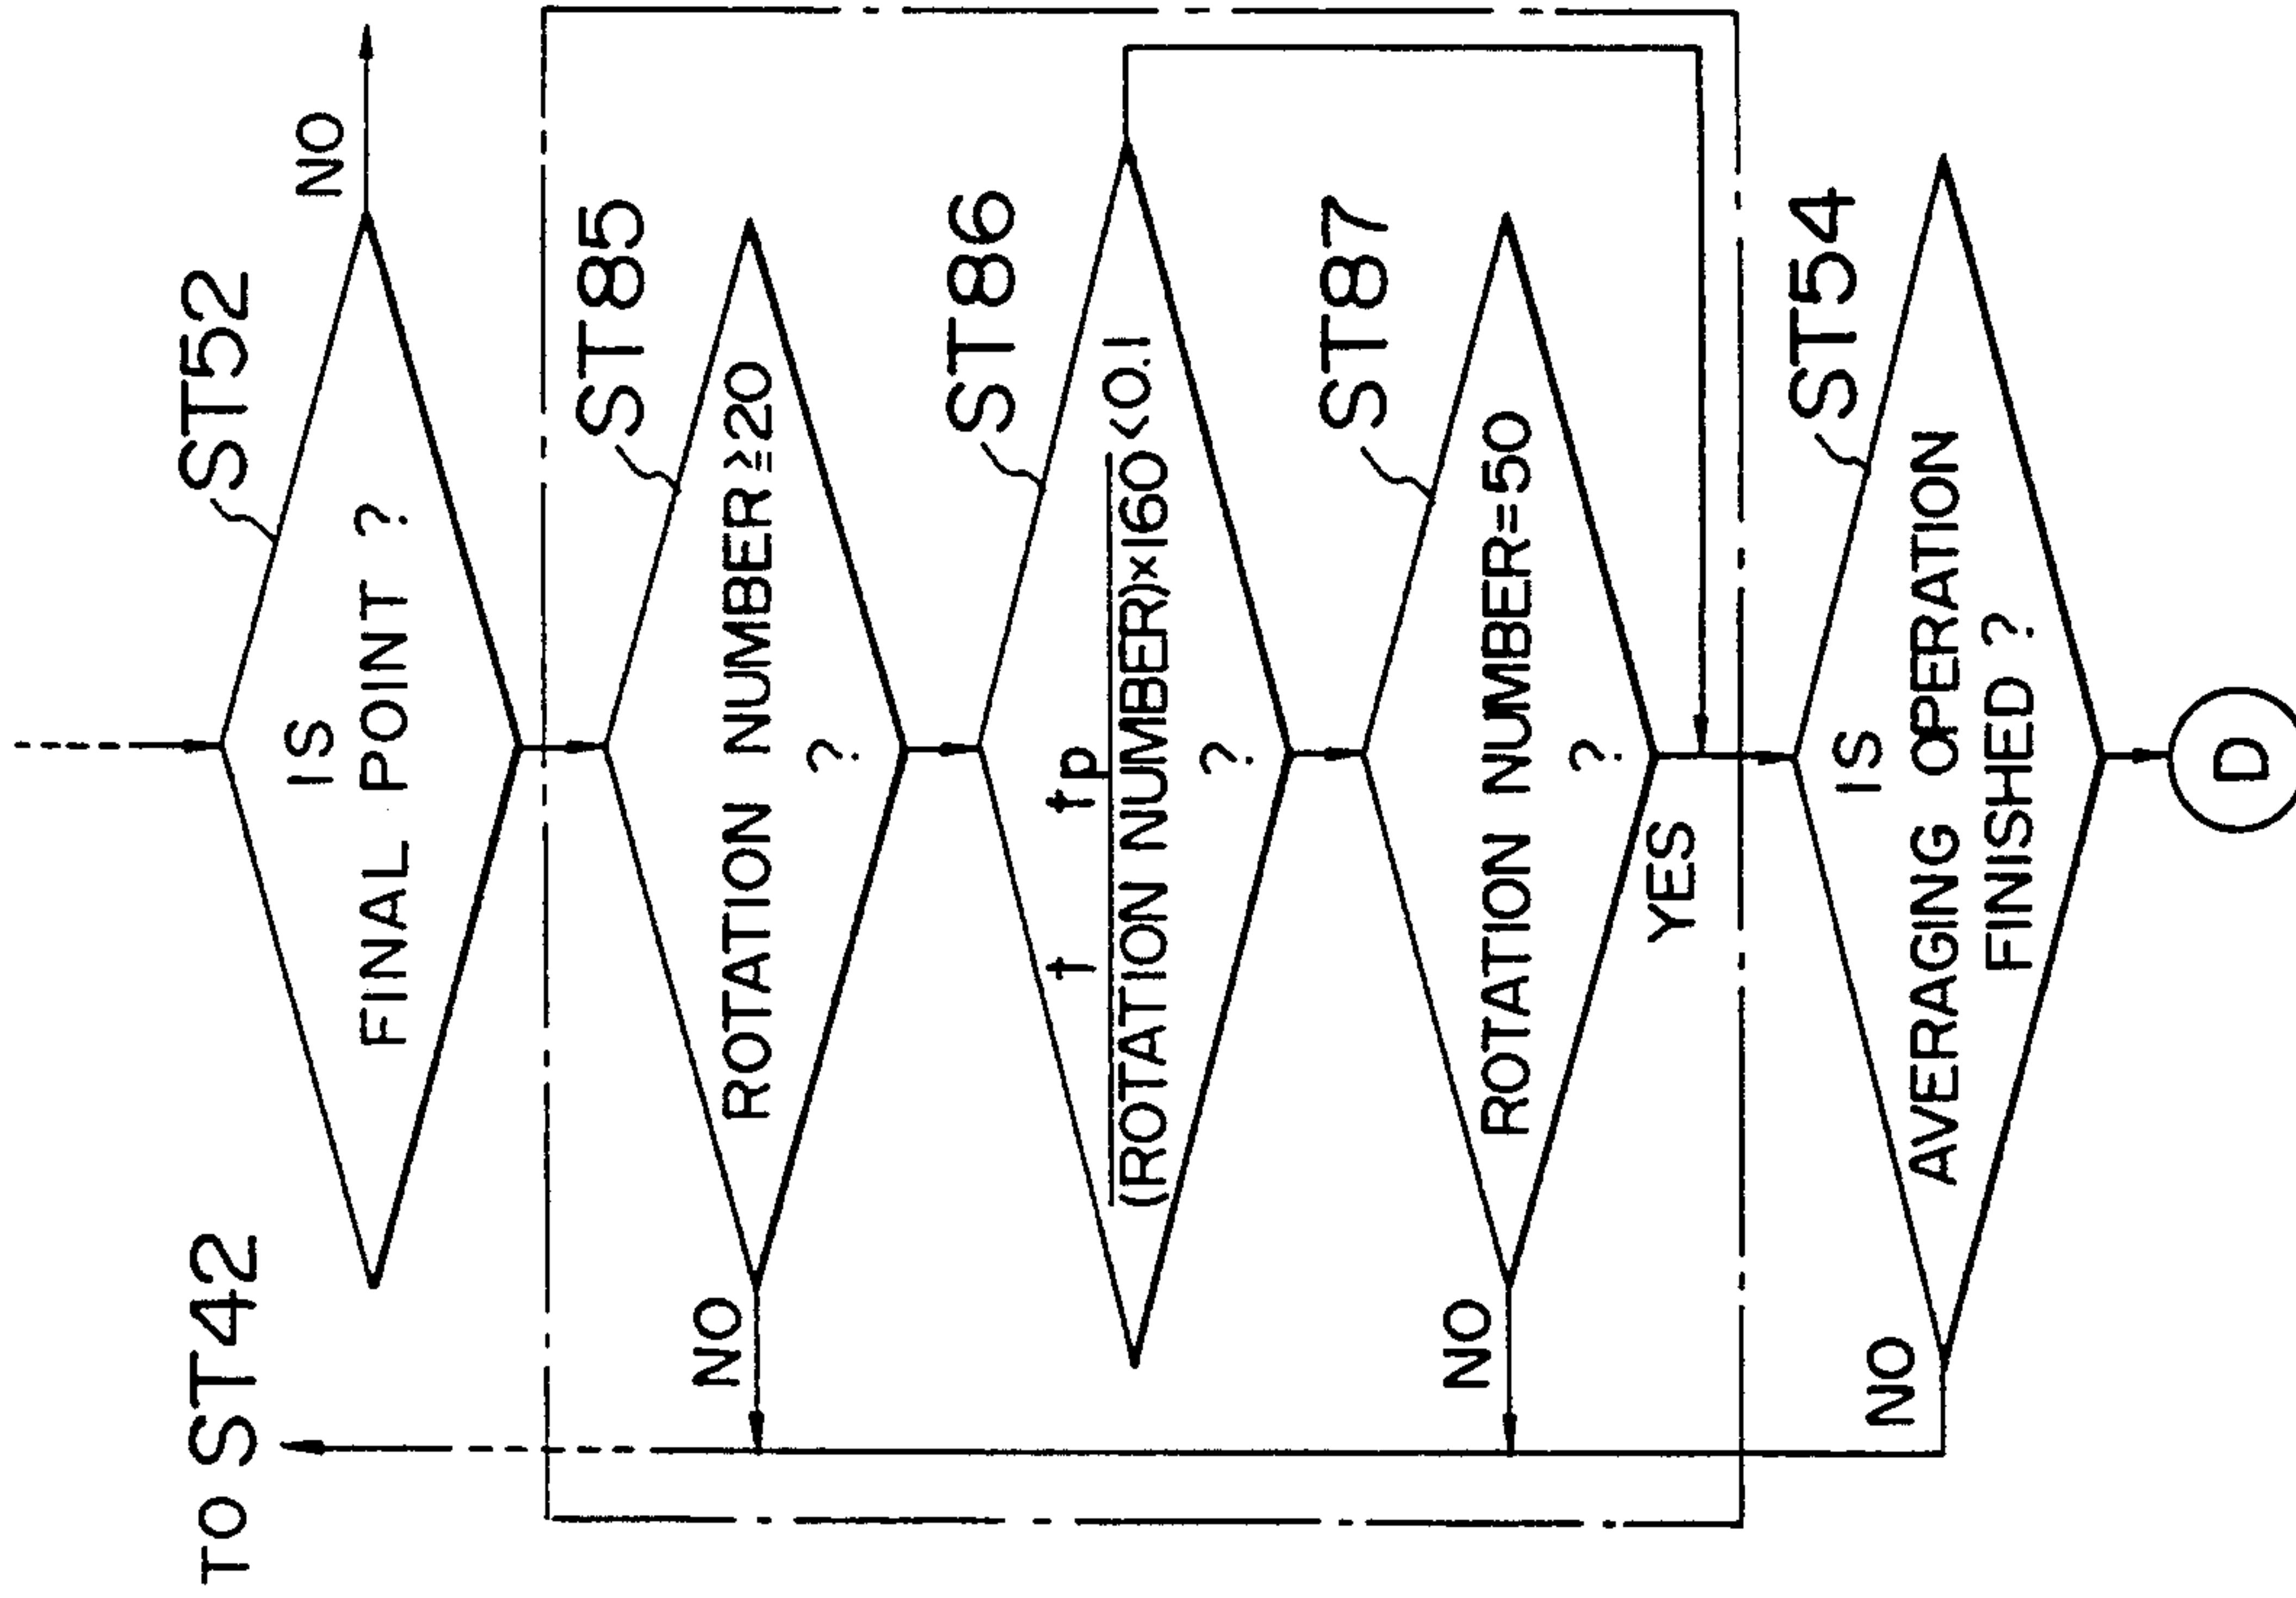 TO ST42
ST52
NO
IS
FINAL POINT ?
ST85
ROTATION NUMBER≧20
?
NO
ST86
t tp
(ROTATION NUMBER)×160 <0.1
?
ST87
ROTATION NUMBER=50
?
NO
YES
ST54
IS
AVERAGING OPERATION
FINISHED ?
NO
D